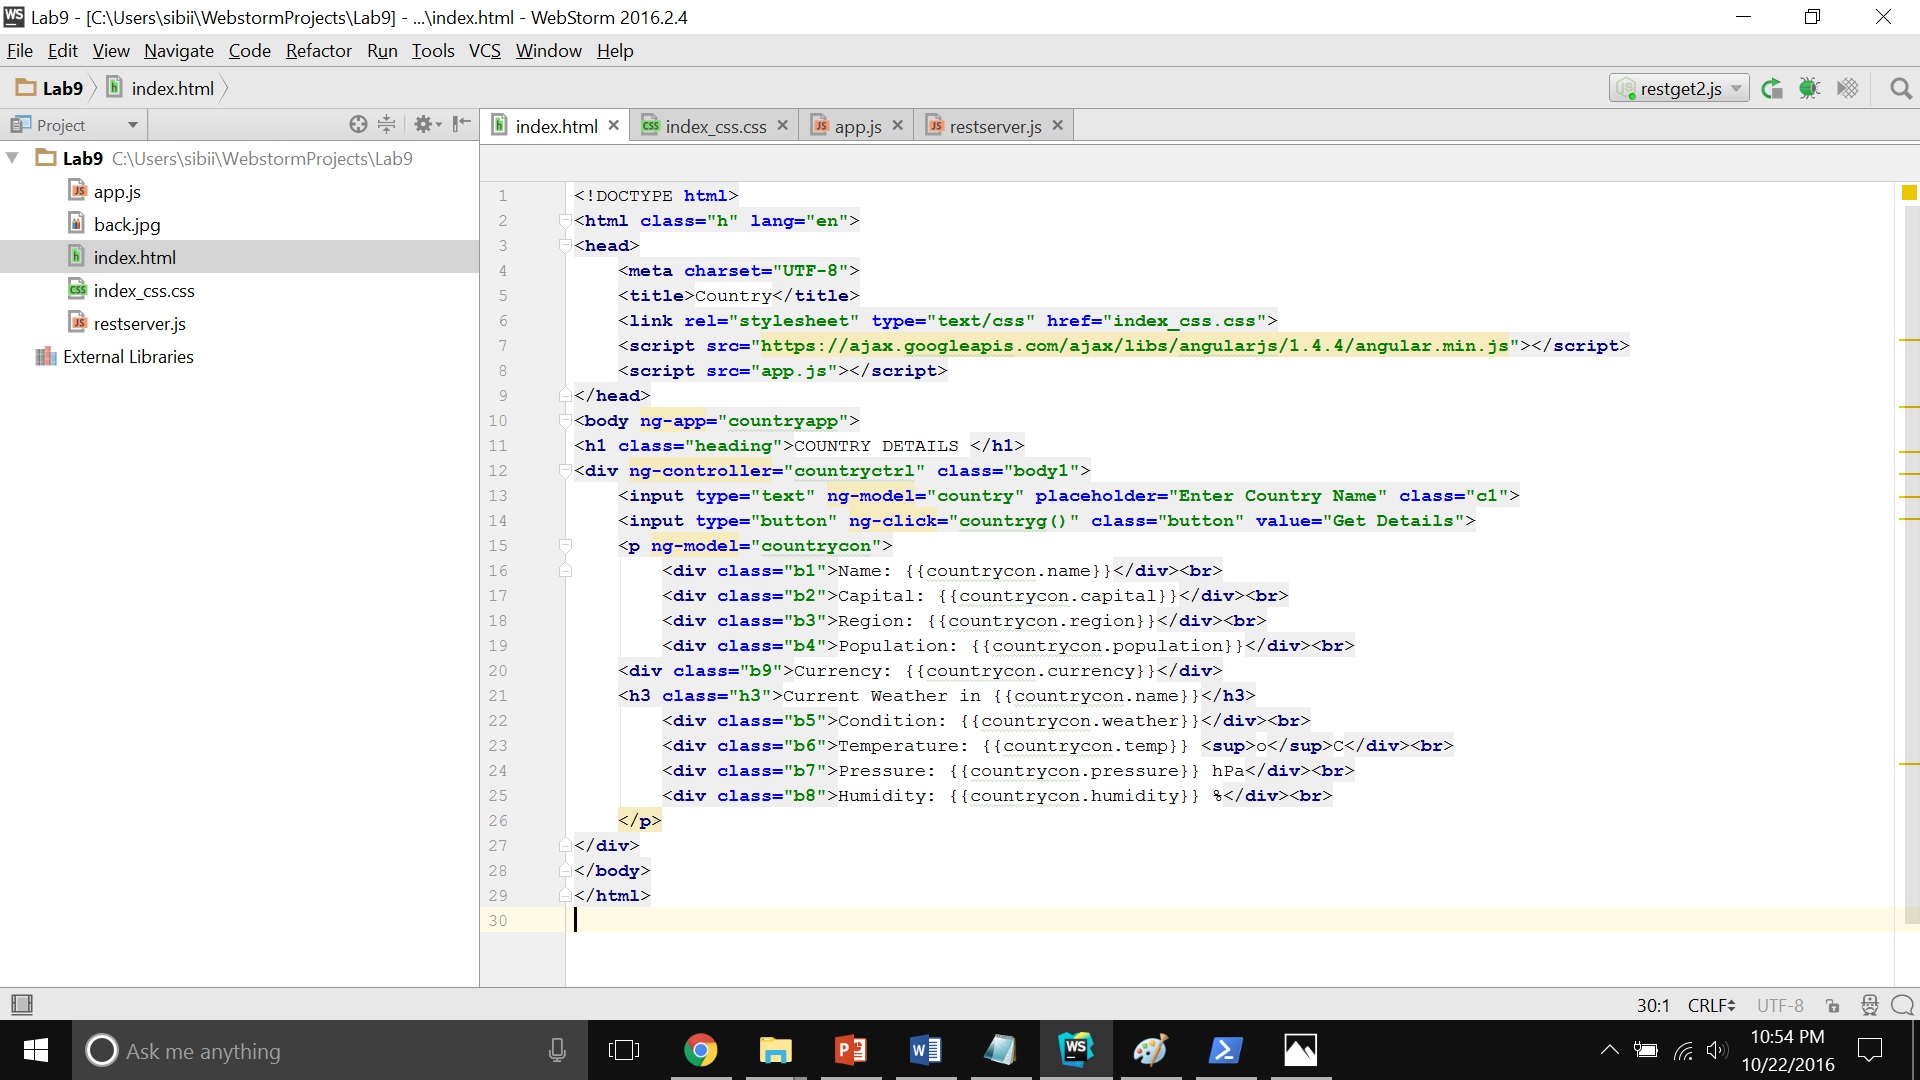 WS Lab9 - [C:\Users\sibii\WebstormProjects\Lab9] - ...\index.html - WebStorm 2016.2.4
File Edit View Navigate Code Refactor Run Tools VCS Window Help
Lab9 index.html restget2.js
Project index.html index_css.css app.js restserver.js
Lab9 C:\Users\sibii\WebstormProjects\Lab9
app.js
back.jpg
index.html
index_css.css
restserver.js
External Libraries
1 <!DOCTYPE html>
2 <html class="h" lang="en">
3 <head>
4 <meta charset="UTF-8">
5 <title>Country</title>
6 <link rel="stylesheet" type="text/css" href="index_css.css">
7 <script src="https://ajax.googleapis.com/ajax/libs/angularjs/1.4.4/angular.min.js"></script>
8 <script src="app.js"></script>
9 </head>
10 <body ng-app="countryapp">
11 <h1 class="heading">COUNTRY DETAILS </h1>
12 <div ng-controller="countryctrl" class="body1">
13 <input type="text" ng-model="country" placeholder="Enter Country Name" class="c1">
14 <input type="button" ng-click="countryg()" class="button" value="Get Details">
15 <p ng-model="countrycon">
16 <div class="b1">Name: {{countrycon.name}}</div><br>
17 <div class="b2">Capital: {{countrycon.capital}}</div><br>
18 <div class="b3">Region: {{countrycon.region}}</div><br>
19 <div class="b4">Population: {{countrycon.population}}</div><br>
20 <div class="b9">Currency: {{countrycon.currency}}</div>
21 <h3 class="h3">Current Weather in {{countrycon.name}}</h3>
22 <div class="b5">Condition: {{countrycon.weather}}</div><br>
23 <div class="b6">Temperature: {{countrycon.temp}} <sup>o</sup>C</div><br>
24 <div class="b7">Pressure: {{countrycon.pressure}} hPa</div><br>
25 <div class="b8">Humidity: {{countrycon.humidity}} %</div><br>
26 </p>
27 </div>
28 </body>
29 </html>
30
30:1 CRLF UTF-8
Ask me anything
WS
10:54 PM
10/22/2016